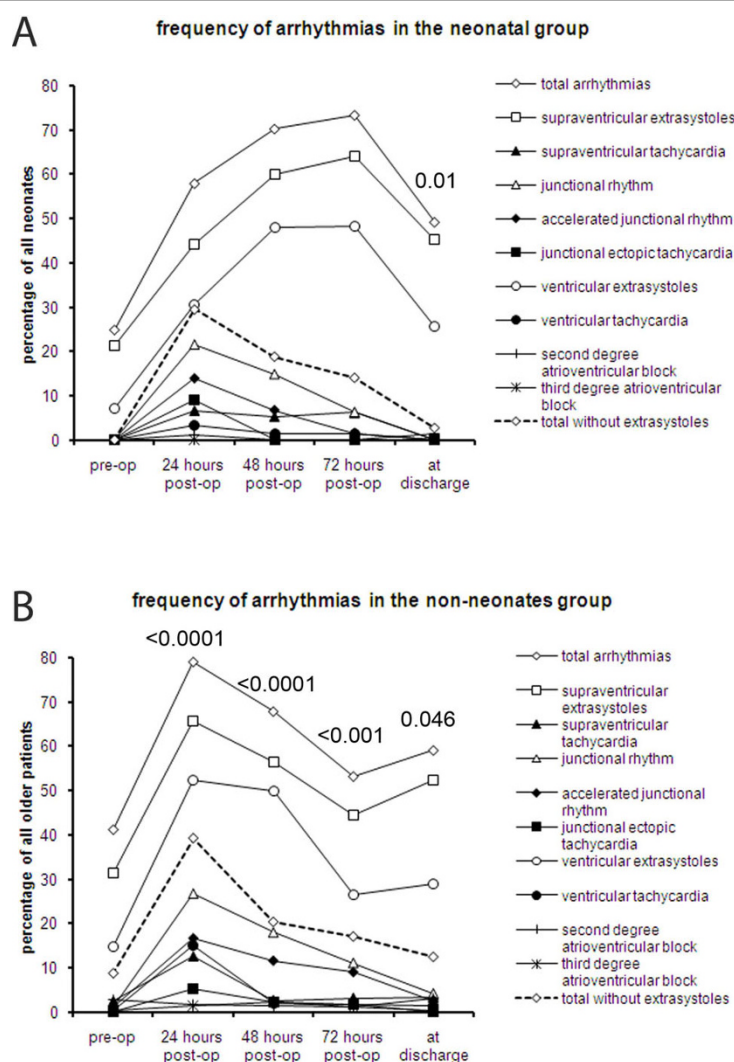 A
frequency of arrhythmias in the neonatal group
percentage of all neonates
80
70
60
50
40
30
20
10
0
0.01
pre-op
24 hours
post-op
48 hours
post-op
72 hours
post-op
at
discharge
total arrhythmias
supraventricular extrasystoles
supraventricular tachycardia
junctional rhythm
accelerated junctional rhythm
junctional ectopic tachycardia
ventricular extrasystoles
ventricular tachycardia
second degree
atrioventricular block
third degree atrioventricular
block
total without extrasystoles
B
frequency of arrhythmias in the non-neonates group
percentage of all older patients
80
70
60
50
40
30
20
10
0
<0.0001
<0.0001
<0.001
0.046
pre-op
24 hours
post-op
48 hours
post-op
72 hours
post-op
at
discharge
total arrhythmias
supraventricular
extrasystoles
supraventricular
tachycardia
junctional rhythm
accelerated junctional
rhythm
junctional ectopic
tachycardia
ventricular extrasystoles
ventricular tachycardia
second degree
atrioventricular block
third degree
atrioventricular block
total without extrasystoles